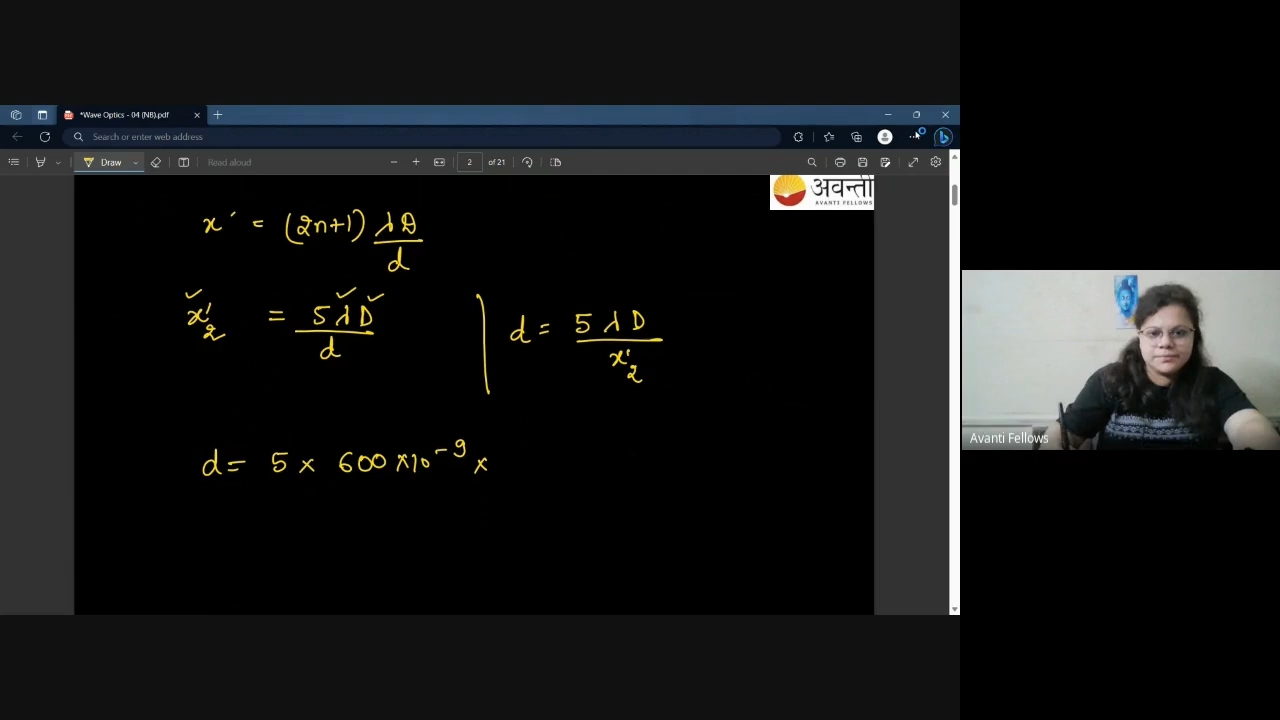 *Wave Optics - 04 (NB).pdf
Search or enter web address
Draw
Read aloud
2 of 21
अवन्ती
AVANTI FELLOWS
x' = (2n+1) λD/d
x'₂ = 5λD/d
d = 5λD/x'₂
d = 5 × 600 × 10⁻⁹ ×
Avanti Fellows